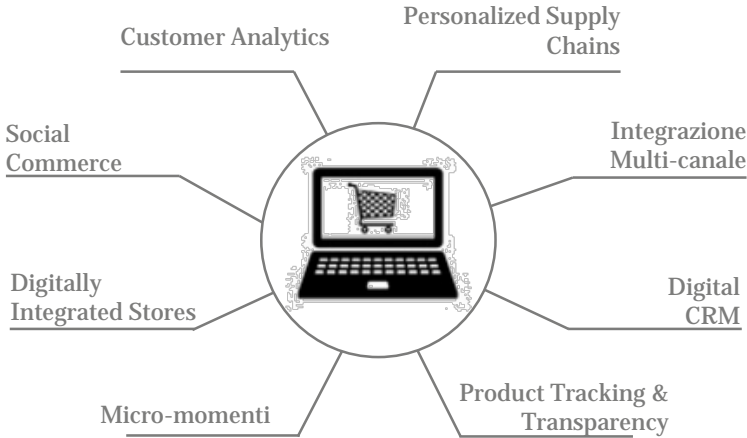 Customer Analytics
Personalized Supply
Chains
Social
Commerce
Integrazione
Multi-canale
Digitally
Integrated Stores
Digital
CRM
Micro-momenti
Product Tracking &
Transparency